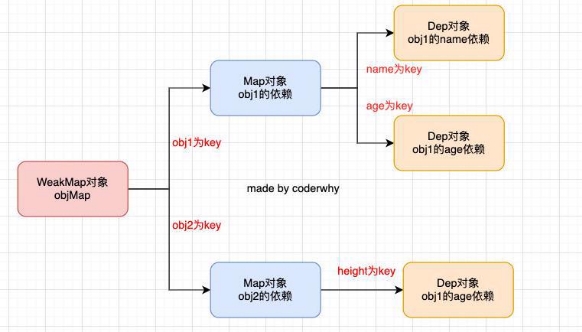 Dep对象
obj1的name依赖
Map对象
obj1的依赖
name为key
age为key
Dep对象
obj1的age依赖
obj1为key
WeakMap对象
objMap
made by coderwhy
obj2为key
Map对象
obj2的依赖
height为key
Dep对象
obj1的age依赖